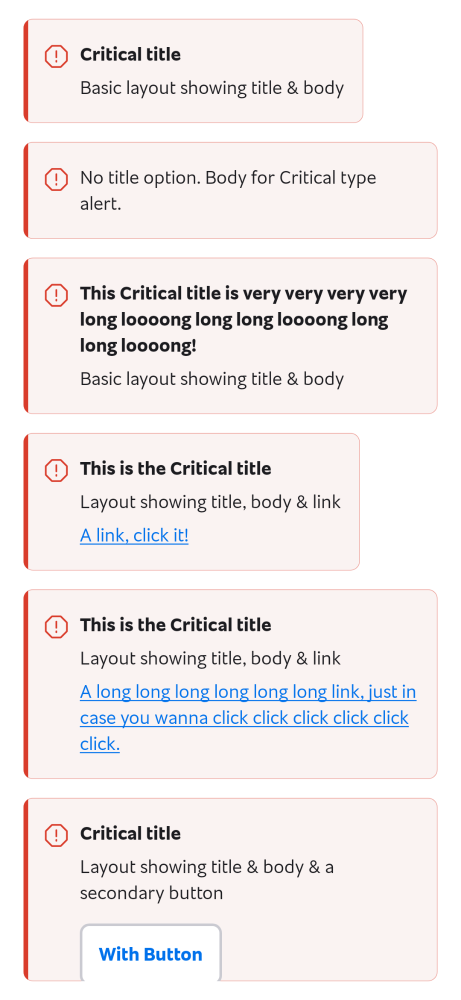 Critical title
Basic layout showing title & body
No title option. Body for Critical type
alert.
This Critical title is very very very very
long loooong long long loooong long
long loooong!
Basic layout showing title & body
This is the Critical title
Layout showing title, body & link
A link, click it!
This is the Critical title
Layout showing title, body & link
A long long long long long long link, just in
case you wanna click click click click click
click.
Critical title
Layout showing title & body & a
secondary button
With Button